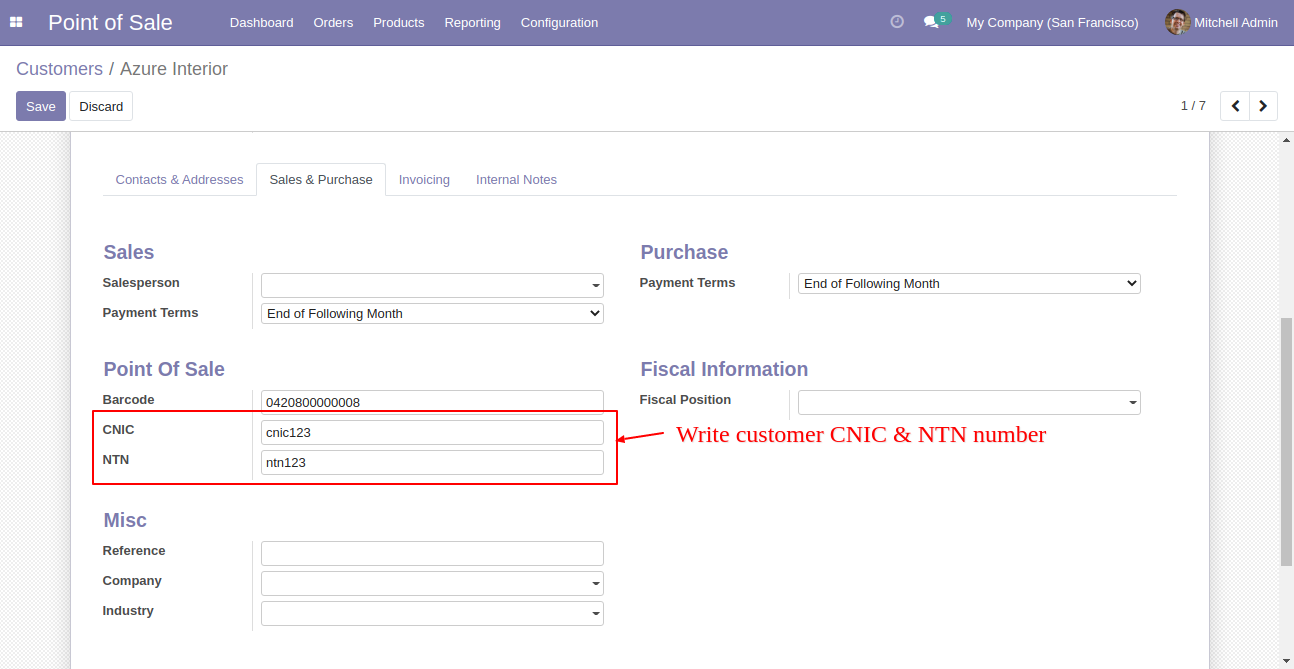 Point of Sale Dashboard Orders Products Reporting Configuration 5 My Company (San Francisco) Mitchell Admin
Customers / Azure Interior
Save Discard 1 / 7
Contacts & Addresses Sales & Purchase Invoicing Internal Notes
Sales
Salesperson
Payment Terms End of Following Month
Purchase
Payment Terms End of Following Month
Point Of Sale
Barcode 0420800000008
CNIC cnic123
NTN ntn123
Fiscal Information
Fiscal Position
Write customer CNIC & NTN number
Misc
Reference
Company
Industry